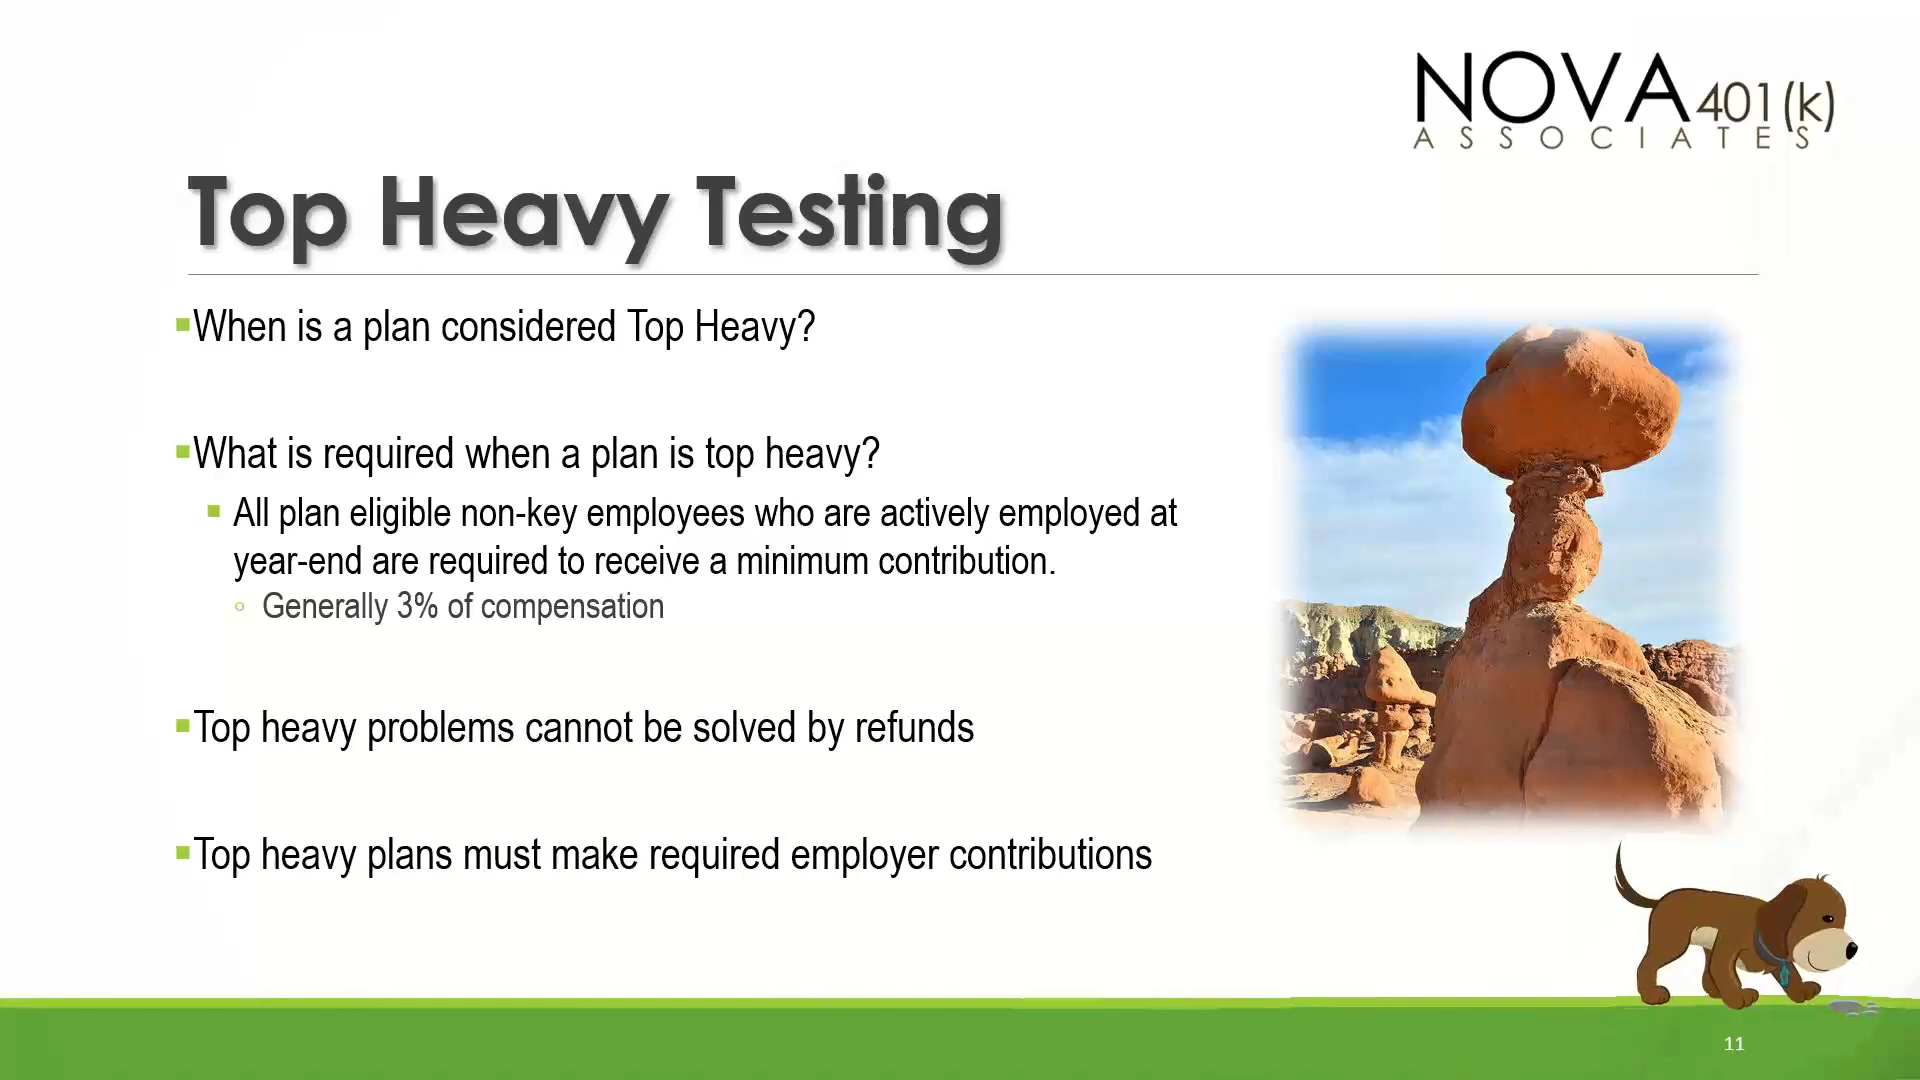 NOVA 401(k)
ASSOCIATES
Top Heavy Testing
When is a plan considered Top Heavy?
What is required when a plan is top heavy?
All plan eligible non-key employees who are actively employed at
year-end are required to receive a minimum contribution.
Generally 3% of compensation
Top heavy problems cannot be solved by refunds
Top heavy plans must make required employer contributions
11